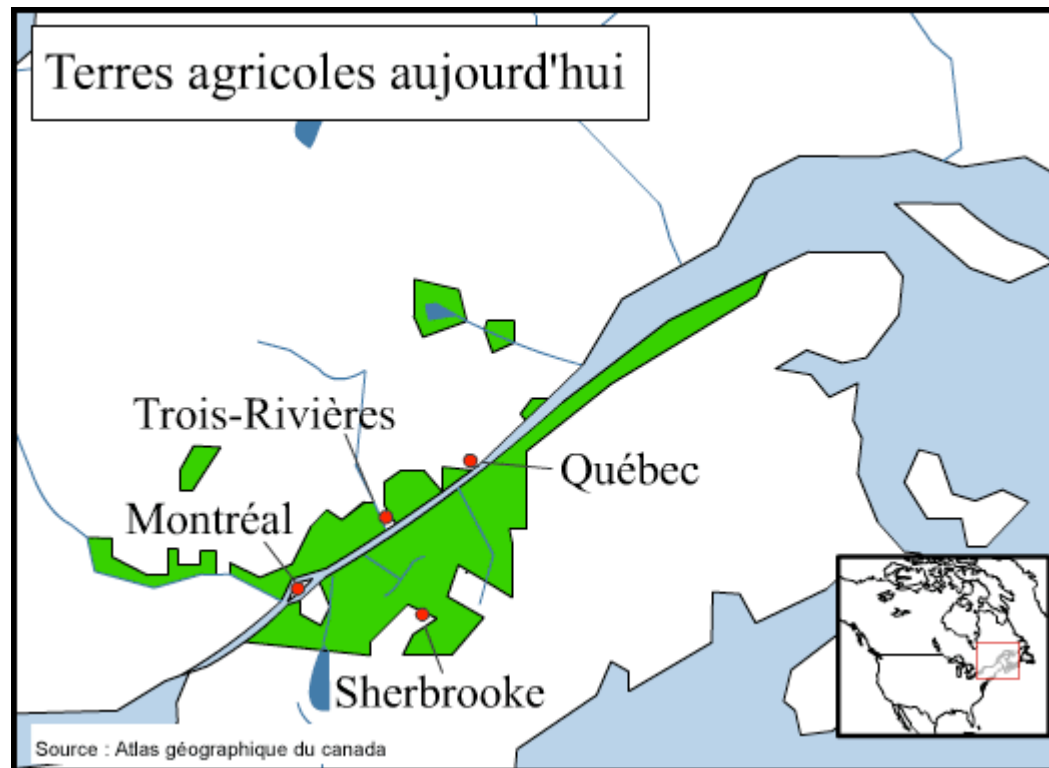 Terres agricoles aujourd'hui
Trois-Rivières
Québec
Montréal
Sherbrooke
Source : Atlas géographique du canada